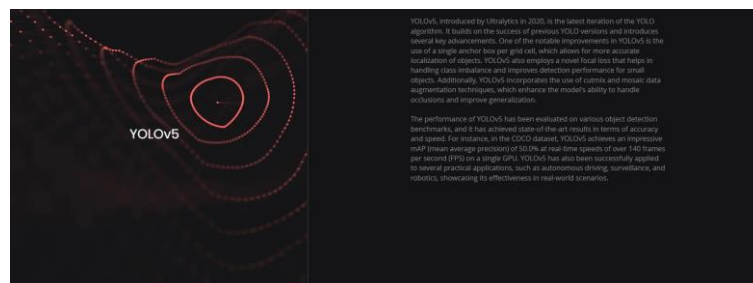 YOLOv5
YOLOv5, introduced by Ultralytics in 2020, is the latest iteration of the YOLO
algorithm. It builds on the success of previous YOLO versions and introduces
several key advancements. One of the notable improvements in YOLOv5 is the
use of a single anchor box per grid cell, which allows for more accurate
localization of objects. YOLOv5 also employs a novel focal loss that helps in
handling class imbalance and improves detection performance for small
objects. Additionally, YOLOv5 incorporates the use of cutmix and mosaic data
augmentation techniques, which enhance the model's ability to handle
occlusions and improve generalization.
The performance of YOLOv5 has been evaluated on various object detection
benchmarks, and it has achieved state-of-the-art results in terms of accuracy
and speed. For instance, in the COCO dataset, YOLOv5 achieves an impressive
mAP (mean average precision) of 50.0% at real-time speeds of over 140 frames
per second (FPS) on a single GPU. YOLOv5 has also been successfully applied
to several practical applications, such as autonomous driving, surveillance, and
robotics, showcasing its effectiveness in real-world scenarios.